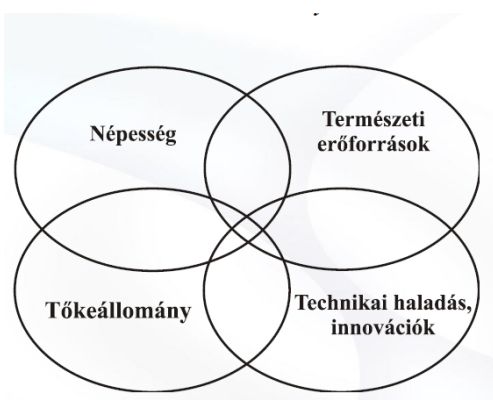 Népesség
Természeti
erőforrások
Tőkeállomány
Technikai haladás,
innovációk